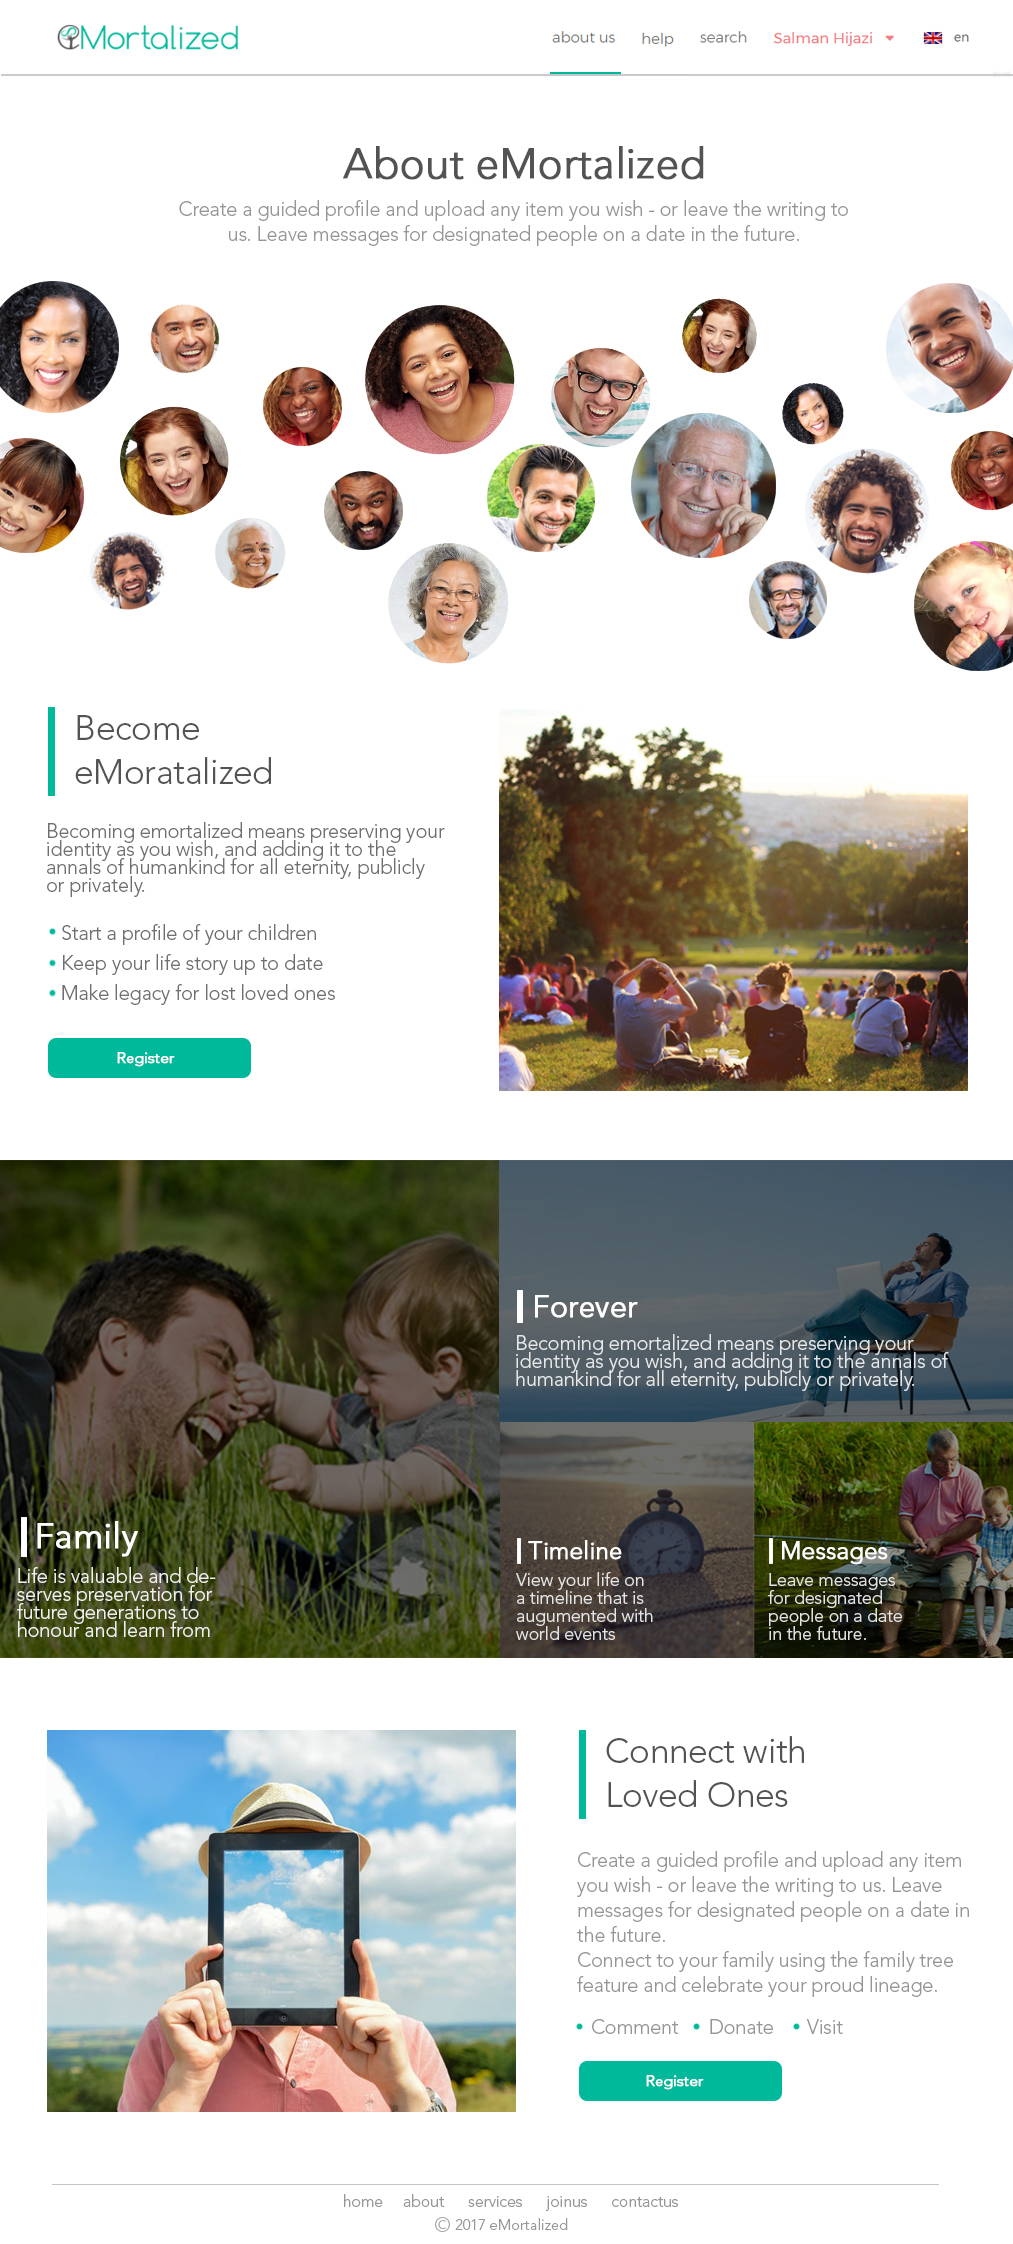 eMortalized
about us help search Salman Hijazi en
About eMortalized
Create a guided profile and upload any item you wish - or leave the writing to
us. Leave messages for designated people on a date in the future.
Become
eMoratalized
Becoming emortalized means preserving your
identity as you wish, and adding it to the
annals of humankind for all eternity, publicly
or privately.
• Start a profile of your children
• Keep your life story up to date
• Make legacy for lost loved ones
Register
Forever
Becoming emortalized means preserving your
identity as you wish, and adding it to the annals of
humankind for all eternity, publicly or privately.
Family
Life is valuable and de-
serves preservation for
future generations to
honour and learn from
Timeline
View your life on
a timeline that is
augumented with
world events
Messages
Leave messages
for designated
people on a date
in the future.
Connect with
Loved Ones
Create a guided profile and upload any item
you wish - or leave the writing to us. Leave
messages for designated people on a date in
the future.
Connect to your family using the family tree
feature and celebrate your proud lineage.
• Comment • Donate • Visit
Register
home about services joinus contactus
© 2017 eMortalized